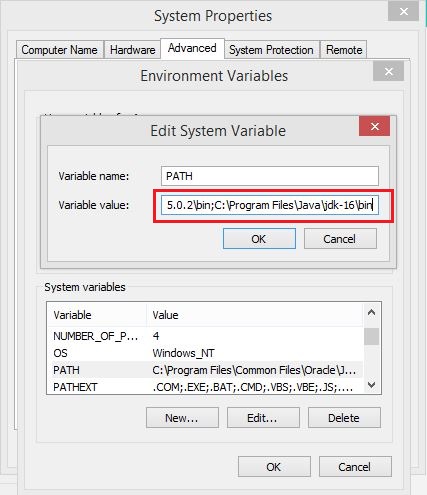 System Properties
Computer Name Hardware Advanced System Protection Remote
Environment Variables
Edit System Variable
Variable name: PATH
Variable value: 5.0.2\bin;C:\Program Files\Java\jdk-16\bin
OK Cancel
System variables
Variable Value
NUMBER_OF_P... 4
OS Windows_NT
PATH C:\Program Files\Common Files\Oracle\J...
PATHEXT .COM;.EXE;.BAT;.CMD;.VBS;.VBE;.JS;....
New... Edit... Delete
OK Cancel